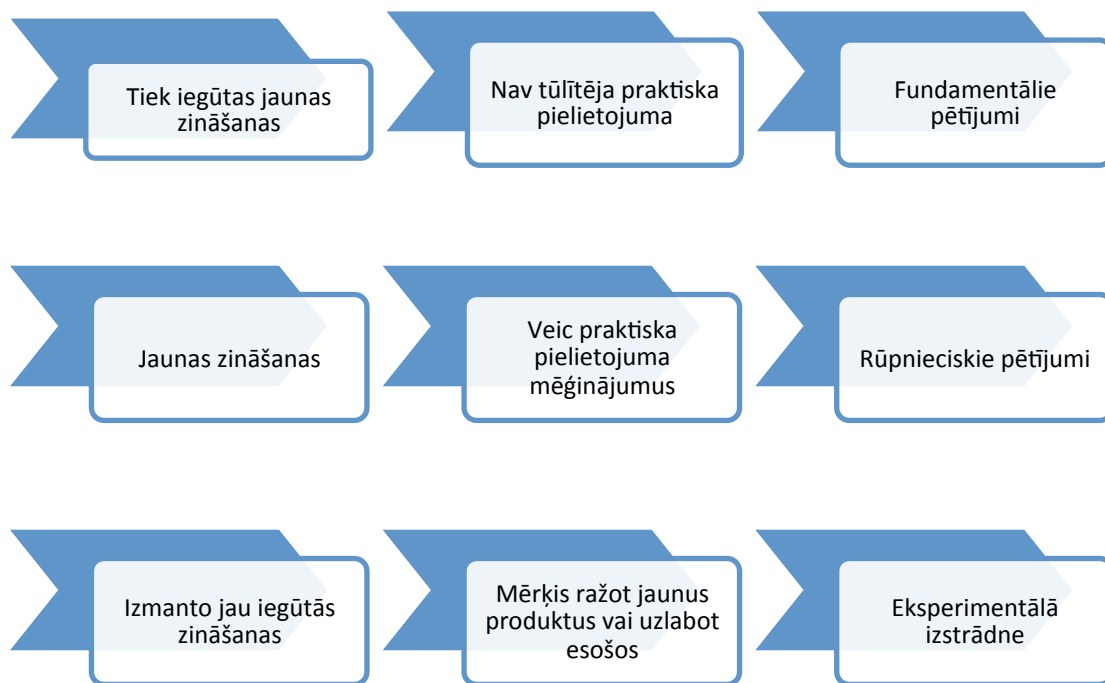 Tiek iegūtas jaunas
zināšanas
Nav tūlītēja praktiska
pielietojuma
Fundamentālie
pētījumi
Jaunas zināšanas
Veic praktiska
pielietojuma
mēģinājumus
Rūpnieciskie pētījumi
Izmanto jau iegūtās
zināšanas
Mērķis ražot jaunus
produktus vai uzlabot
esošos
Eksperimentālā
izstrādne